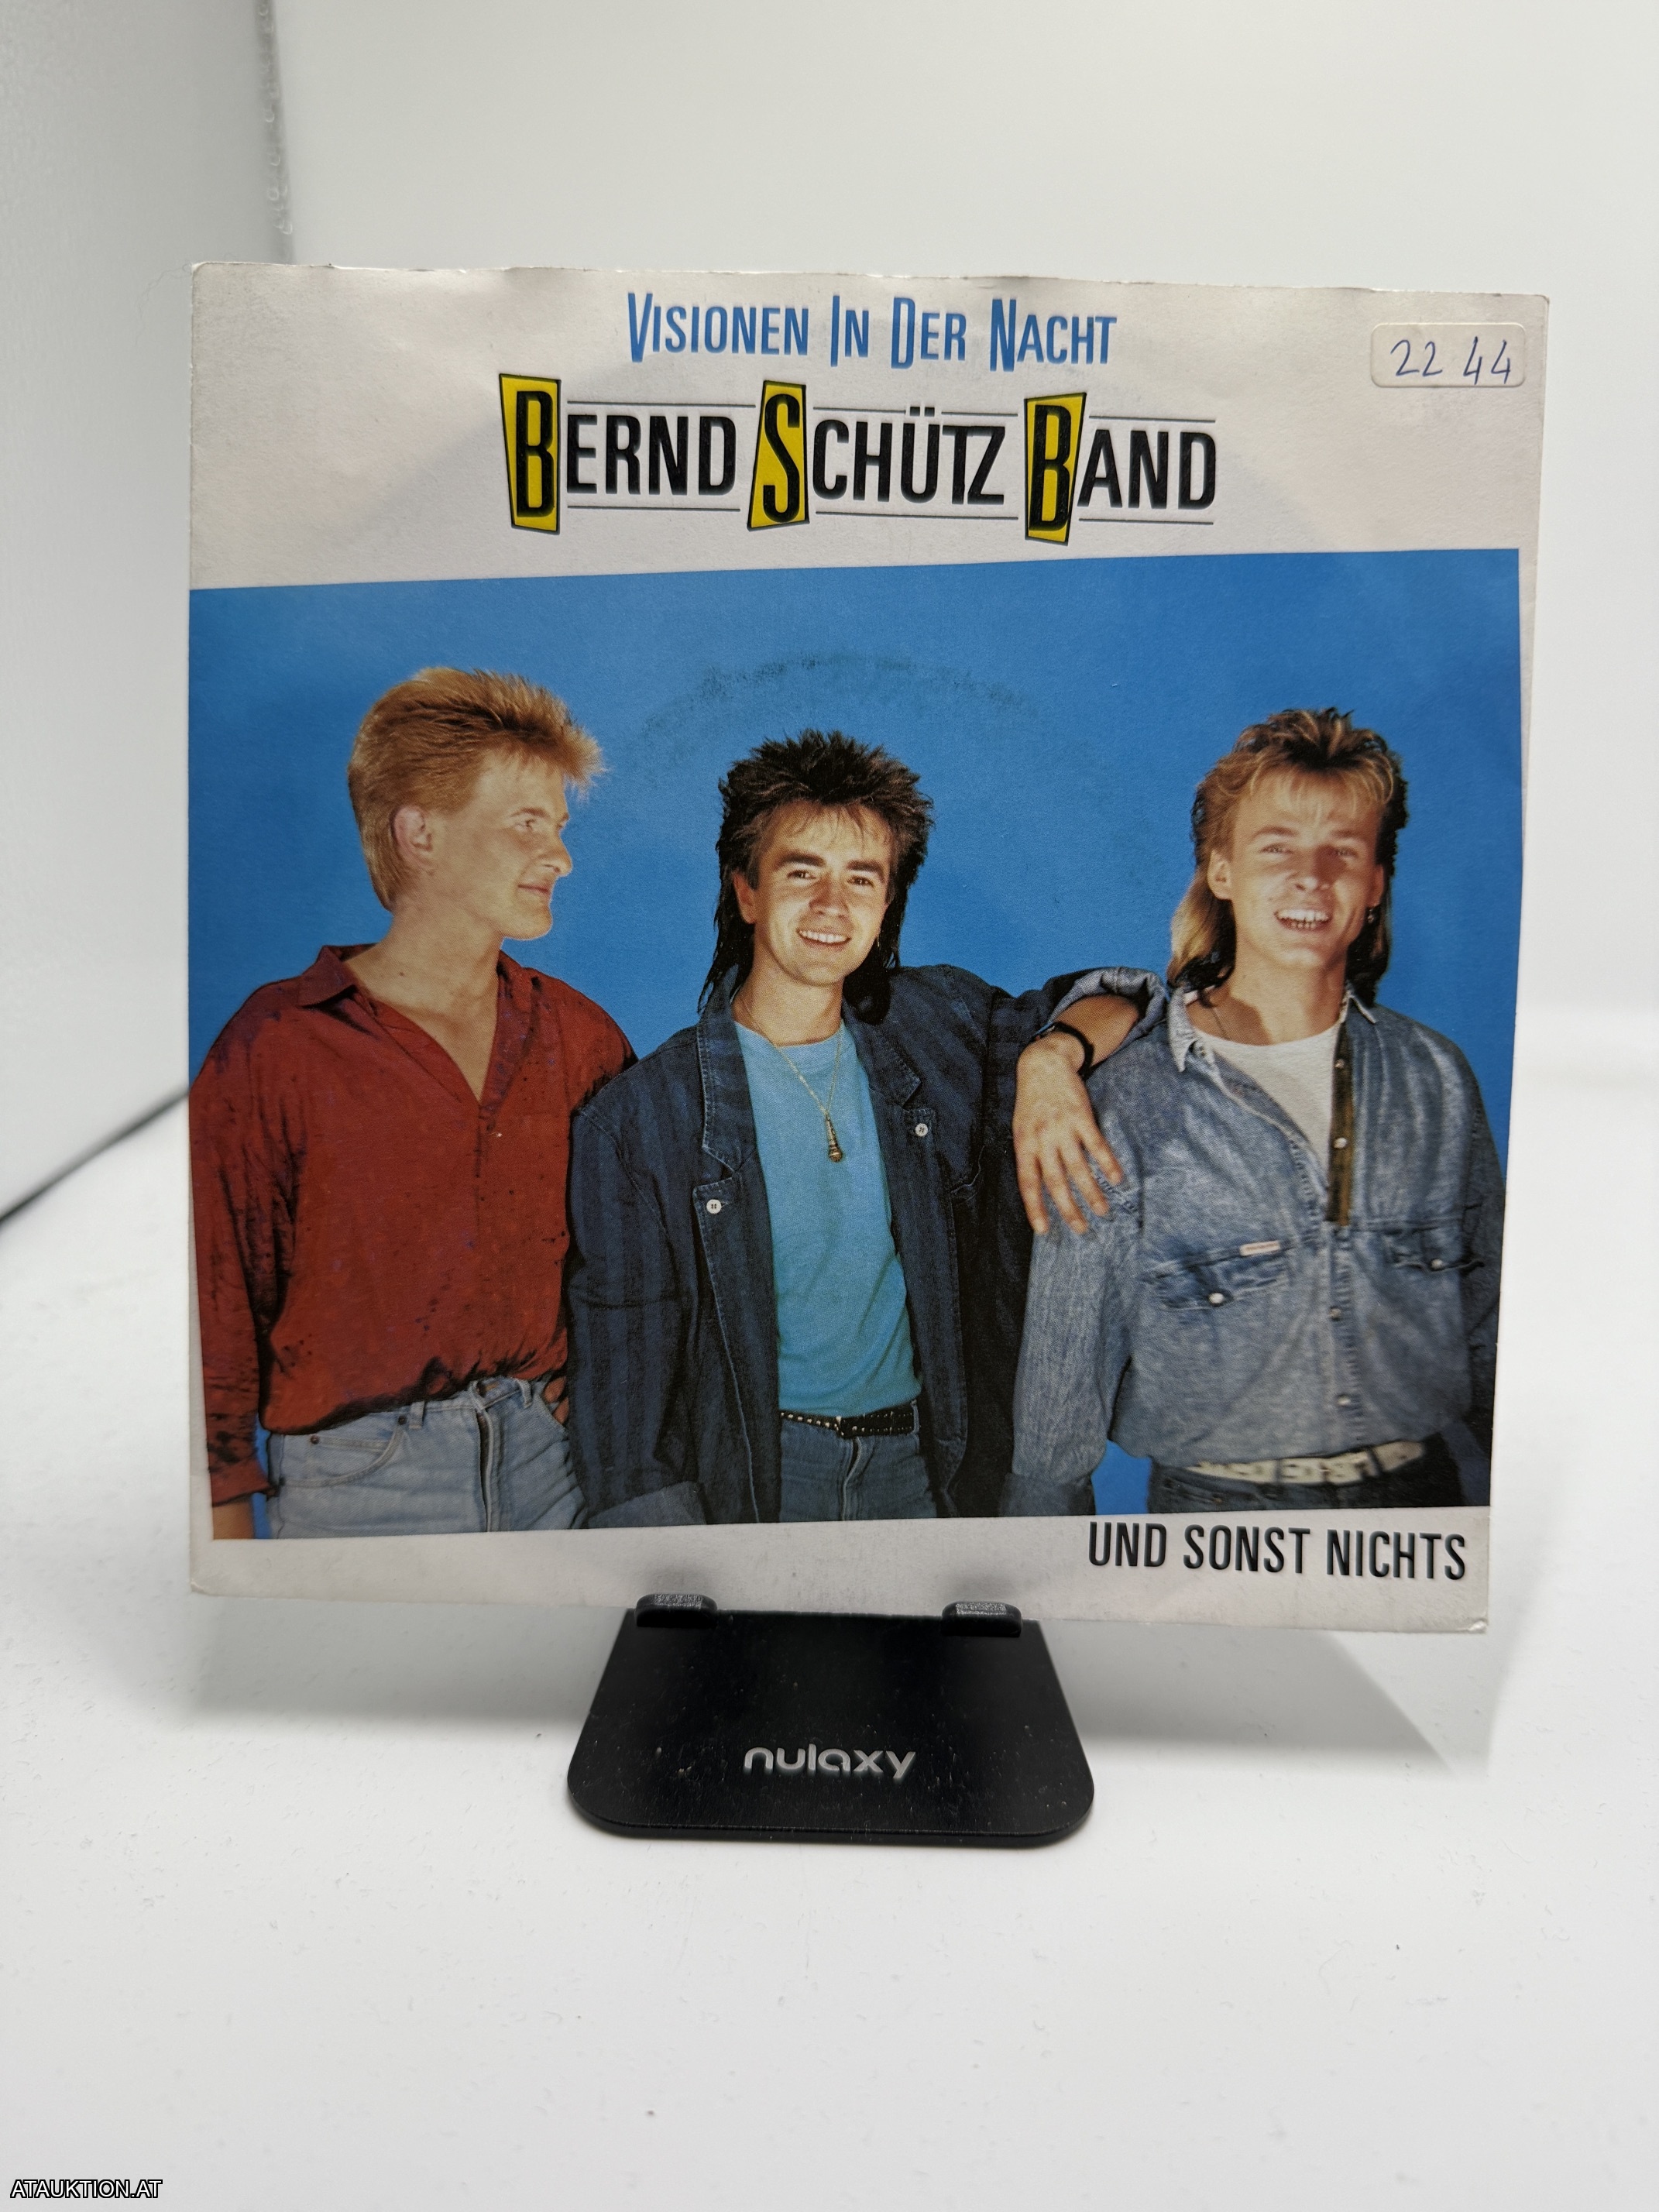 Visionen In Der Nacht
22 44
Bernd Schütz Band
UND SONST NICHTS
nulaxy
ATAUKTION.AT